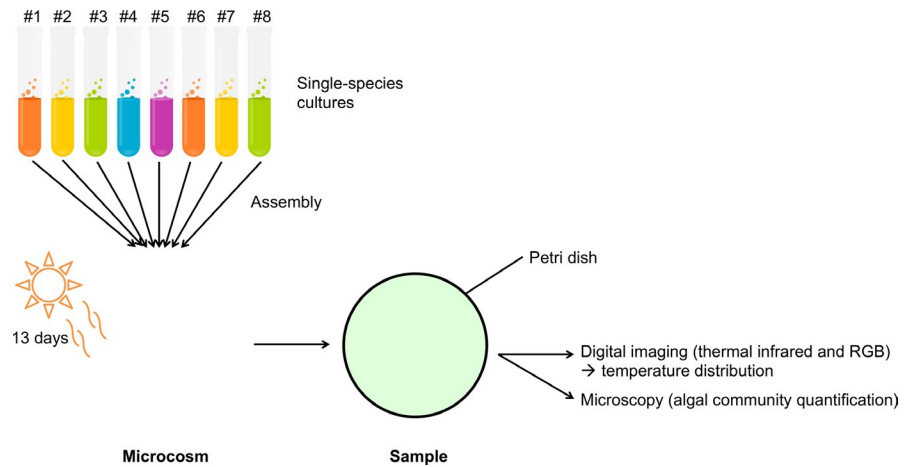 #1 #2 #3 #4 #5 #6 #7 #8
Single-species
cultures
Assembly
Petri dish
13 days
Digital imaging (thermal infrared and RGB)
→ temperature distribution
Microscopy (algal community quantification)
Microcosm
Sample